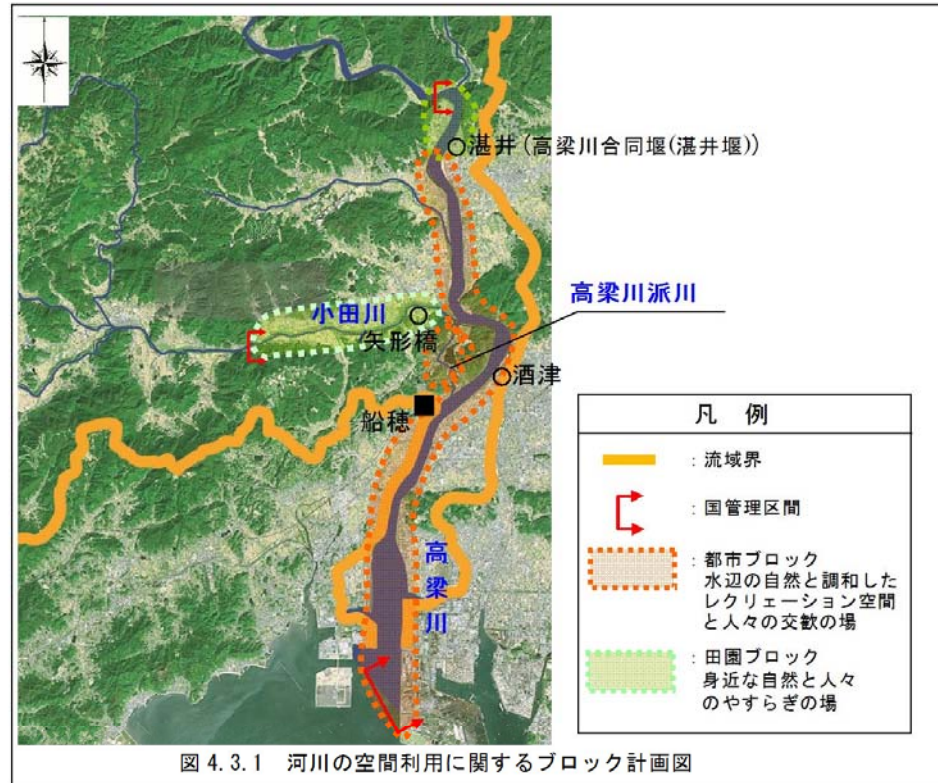 湛井(高梁川合同堰(湛井堰))
高梁川派川
小田川
矢形橋
酒津
船穂
高梁川
凡 例
:流域界
:国管理区間
:都市ブロック
水辺の自然と調和した
レクリェーション空間
と人々の交歓の場
:田園ブロック
身近な自然と人々
のやすらぎの場
図 4.3.1 河川の空間利用に関するブロック計画図